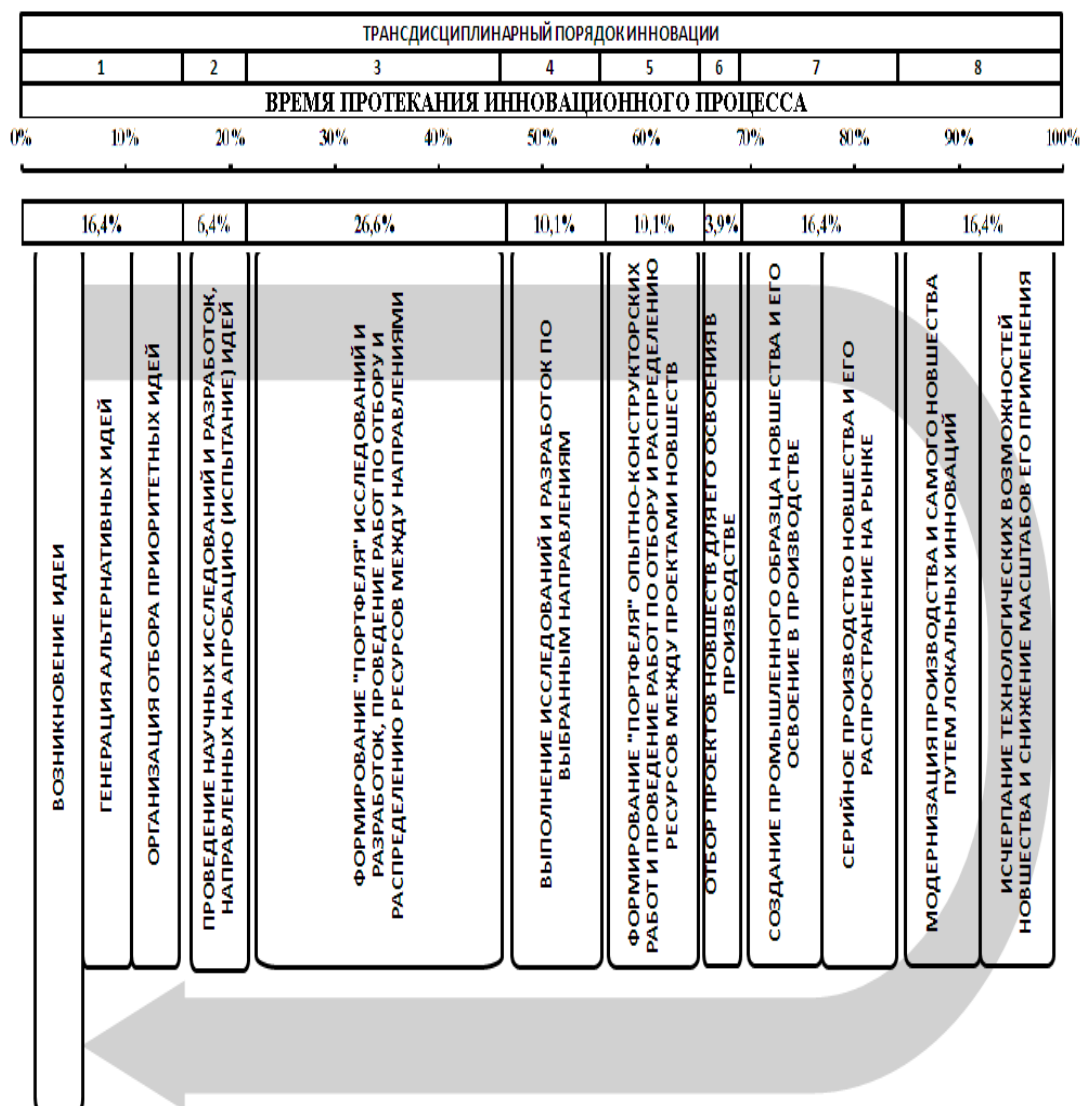 ТРАНСДИСЦИПЛИНАРНЫЙ ПОРЯДОК ИННОВАЦИИ
1 2 3 4 5 6 7 8
ВРЕМЯ ПРОТЕКАНИЯ ИННОВАЦИОННОГО ПРОЦЕССА
0% 10% 20% 30% 40% 50% 60% 70% 80% 90% 100%
16,4% 6,4% 26,6% 10,1% 10,1% 3,9% 16,4% 16,4%
ВОЗНИКНОВЕНИЕ ИДЕИ
ГЕНЕРАЦИЯ АЛЬТЕРНАТИВНЫХ ИДЕЙ
ОРГАНИЗАЦИЯ ОТБОРА ПРИОРИТЕТНЫХ ИДЕЙ
ПРОВЕДЕНИЕ НАУЧНЫХ ИССЛЕДОВАНИЙ И РАЗРАБОТОК,
НАПРАВЛЕННЫХ НА АПРОБАЦИЮ (ИСПЫТАНИЕ) ИДЕЙ
ФОРМИРОВАНИЕ "ПОРТФЕЛЯ" ИССЛЕДОВАНИЙ И
РАЗРАБОТОК, ПРОВЕДЕНИЕ РАБОТ ПО ОТБОРУ И
РАСПРЕДЕЛЕНИЮ РЕСУРСОВ МЕЖДУ НАПРАВЛЕНИЯМИ
ВЫПОЛНЕНИЕ ИССЛЕДОВАНИЙ И РАЗРАБОТОК ПО
ВЫБРАННЫМ НАПРАВЛЕНИЯМ
ФОРМИРОВАНИЕ "ПОРТФЕЛЯ" ОПЫТНО-КОНСТРУКТОРСКИХ
РАБОТ И ПРОВЕДЕНИЕ РАБОТ ПО ОТБОРУ И РАСПРЕДЕЛЕНИЮ
РЕСУРСОВ МЕЖДУ ПРОЕКТАМИ НОВШЕСТВ
ОТБОР ПРОЕКТОВ НОВШЕСТВ ДЛЯ ЕГО ОСВОЕНИЯ В
ПРОИЗВОДСТВЕ
СОЗДАНИЕ ПРОМЫШЛЕННОГО ОБРАЗЦА НОВШЕСТВА И ЕГО
ОСВОЕНИЕ В ПРОИЗВОДСТВЕ
СЕРИЙНОЕ ПРОИЗВОДСТВО НОВШЕСТВА И ЕГО
РАСПРОСТРАНЕНИЕ НА РЫНКЕ
МОДЕРНИЗАЦИЯ ПРОИЗВОДСТВА И САМОГО НОВШЕСТВА
ПУТЕМ ЛОКАЛЬНЫХ ИННОВАЦИЙ
ИСЧЕРПАНИЕ ТЕХНОЛОГИЧЕСКИХ ВОЗМОЖНОСТЕЙ
НОВШЕСТВА И СНИЖЕНИЕ МАСШТАБОВ ЕГО ПРИМЕНЕНИЯ